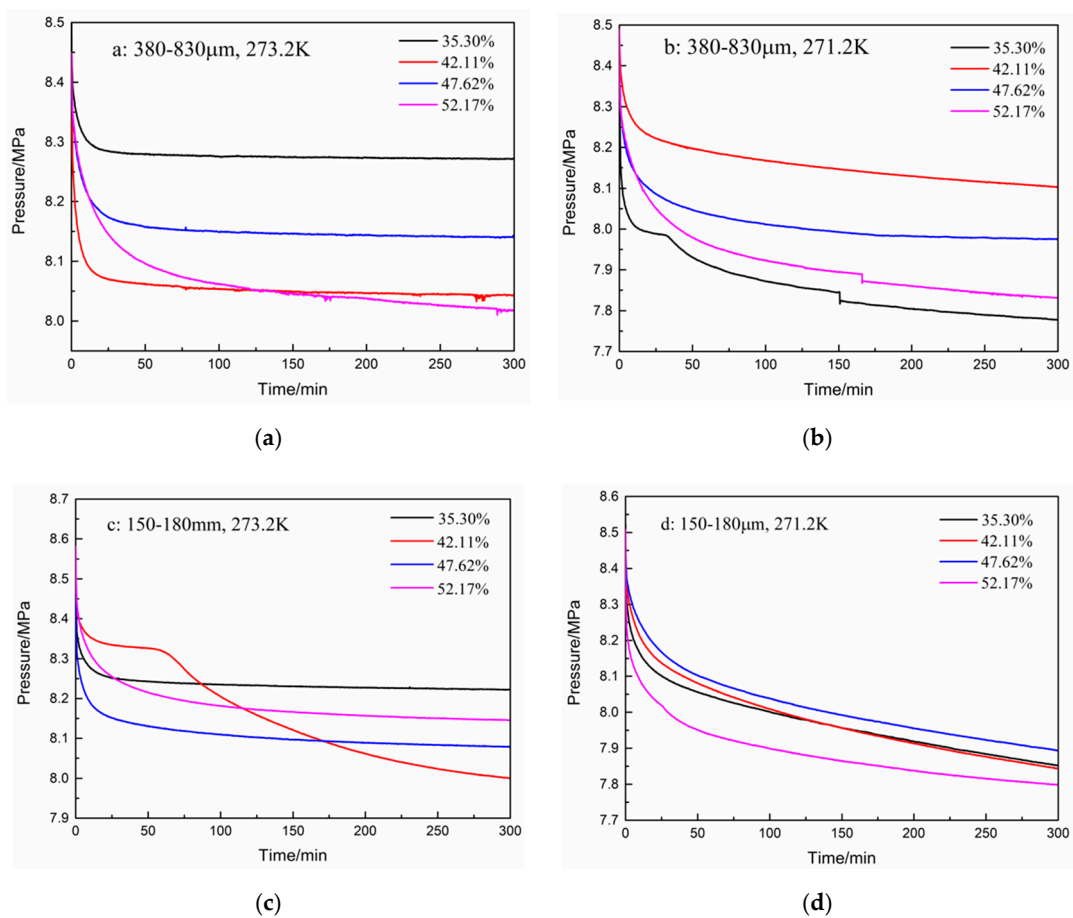 a: 380-830μm, 273.2K
35.30%
42.11%
47.62%
52.17%
8.5
8.4
8.3
8.2
8.1
8.0
Pressure/MPa
0 50 100 150 200 250 300
Time/min
(a)
b: 380-830μm, 271.2K
35.30%
42.11%
47.62%
52.17%
8.5
8.4
8.3
8.2
8.1
8.0
7.9
7.8
7.7
Pressure/MPa
0 50 100 150 200 250 300
Time/min
(b)
c: 150-180mm, 273.2K
35.30%
42.11%
47.62%
52.17%
8.7
8.6
8.5
8.4
8.3
8.2
8.1
8.0
7.9
Pressure/MPa
0 50 100 150 200 250 300
Time/min
(c)
d: 150-180μm, 271.2K
35.30%
42.11%
47.62%
52.17%
8.6
8.5
8.4
8.3
8.2
8.1
8.0
7.9
7.8
7.7
Pressure/MPa
0 50 100 150 200 250 300
Time/min
(d)